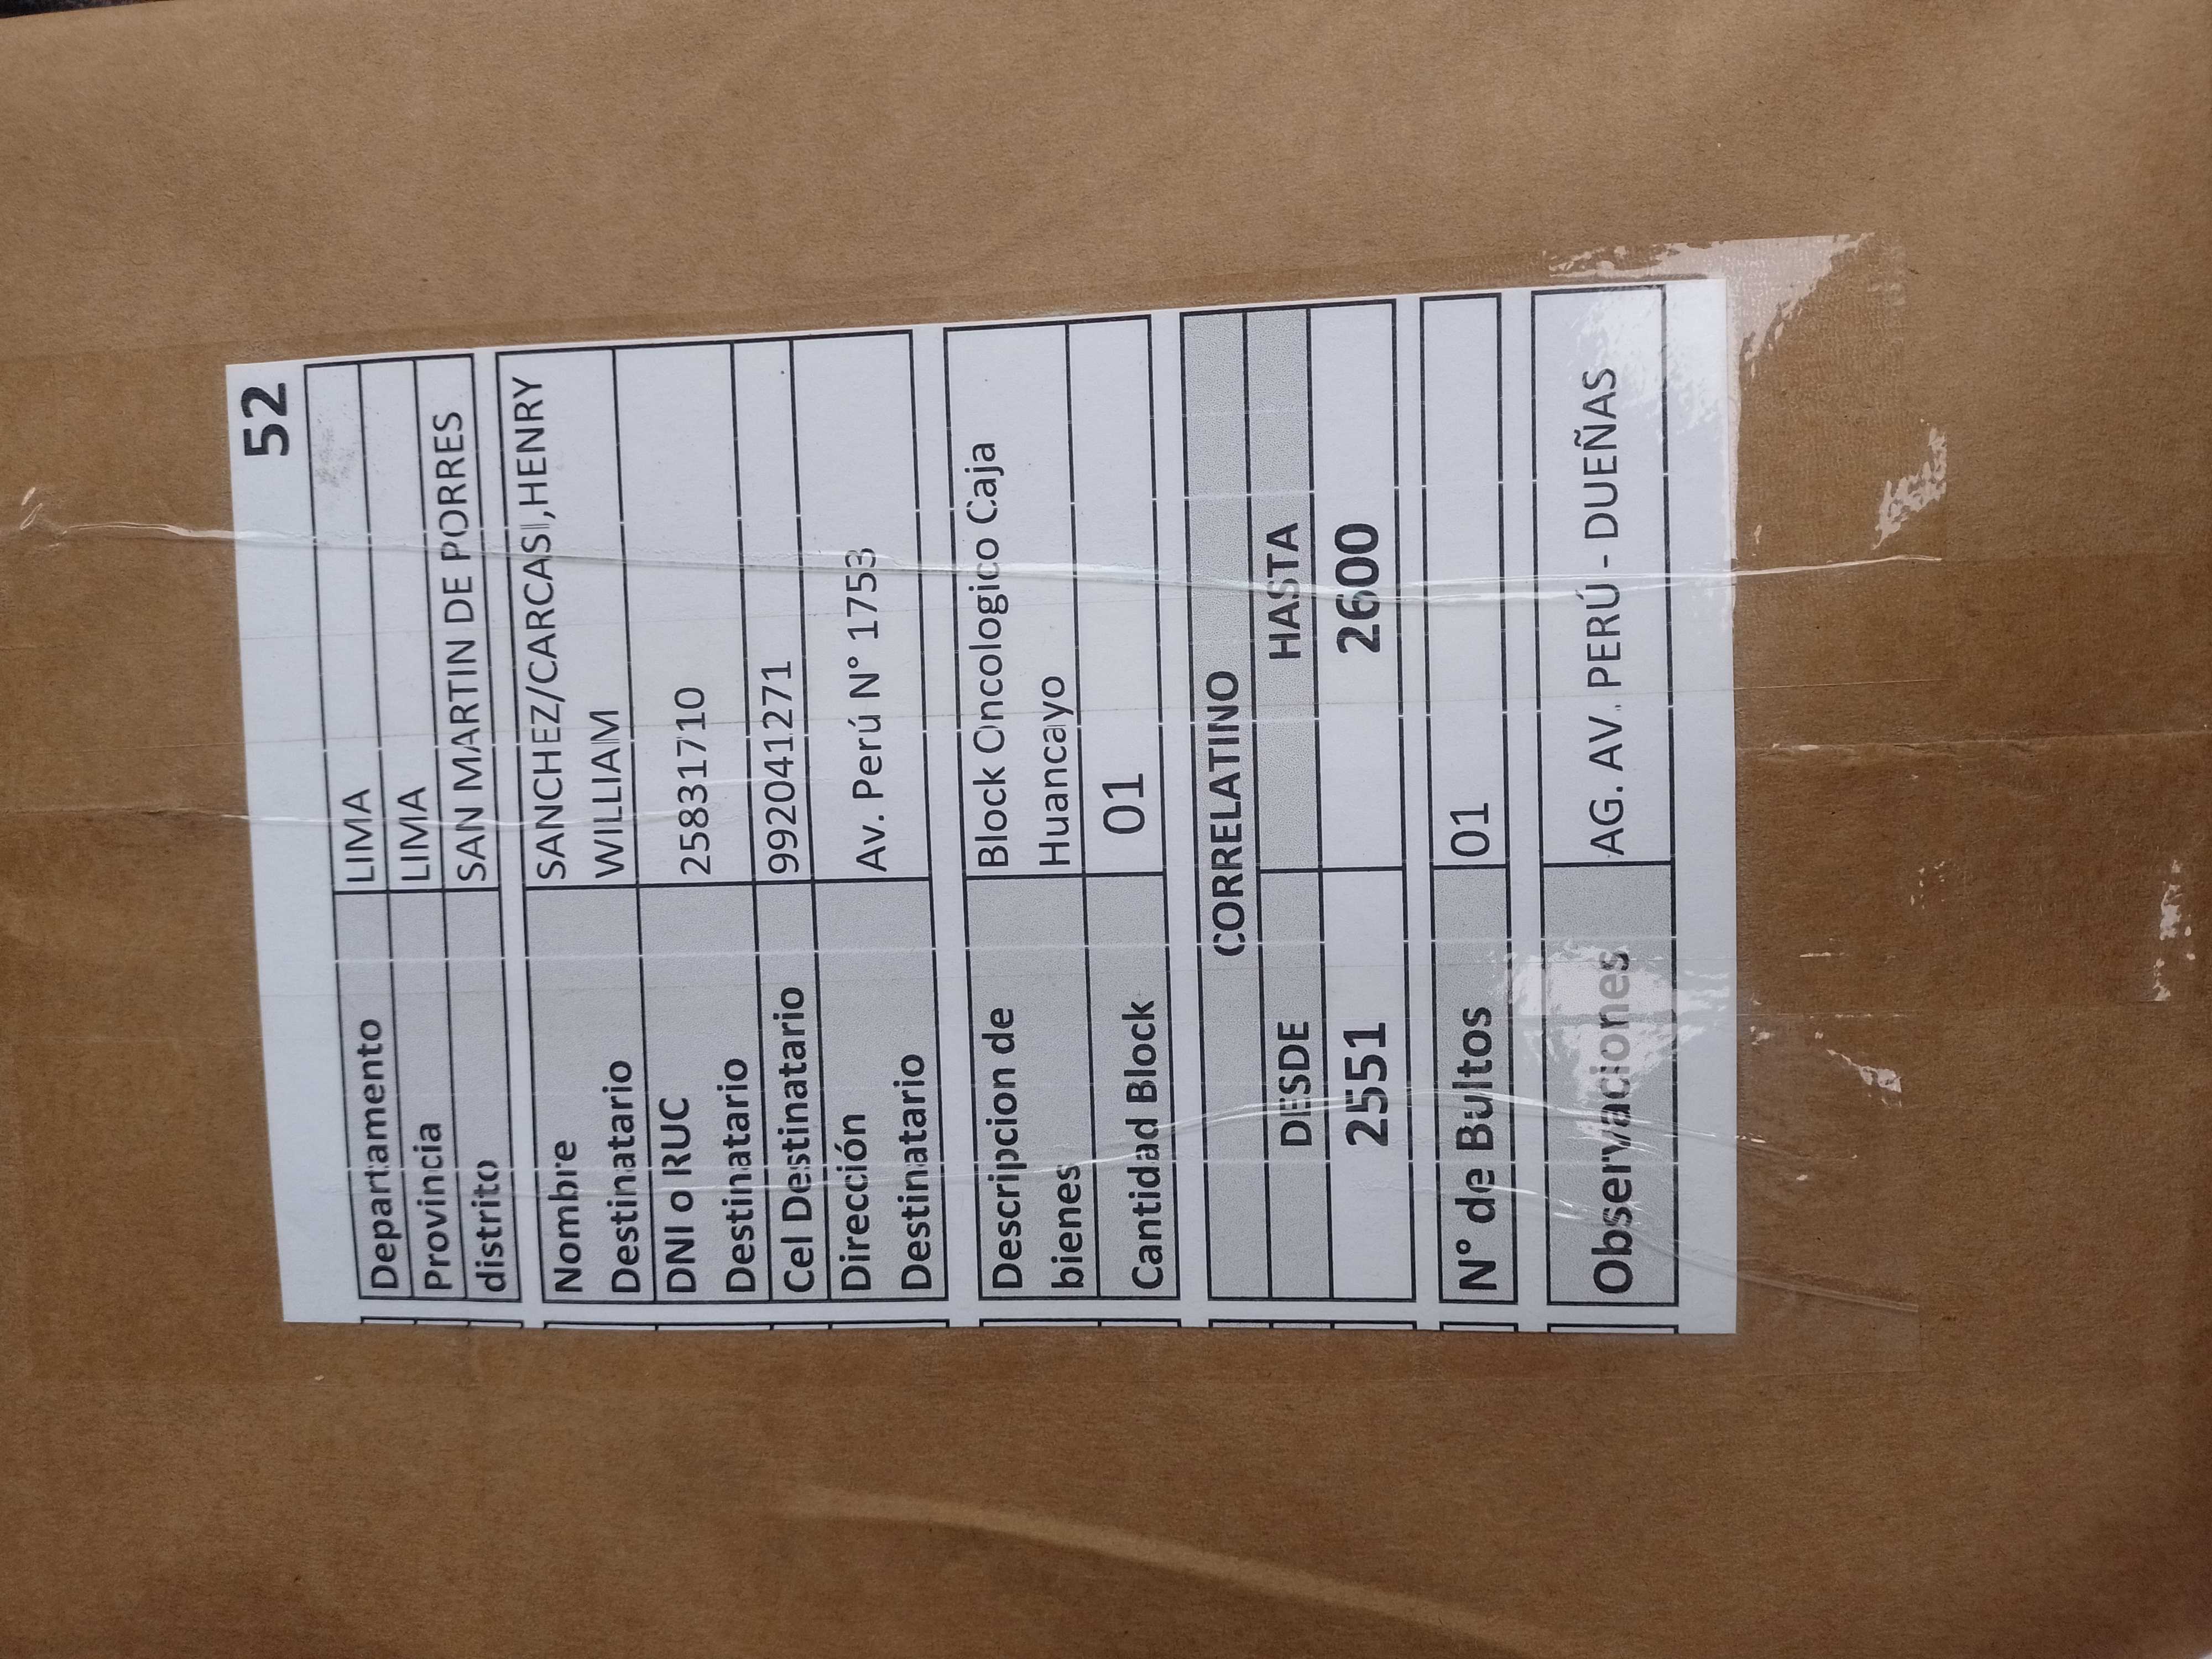 52
Departamento LIMA
Provincia LIMA
distrito SAN MARTIN DE PORRES
Nombre SANCHEZ/CARCASI,HENRY
Destinatario WILLIAM
DNI o RUC
Destinatario 25831710
Cel Destinatario 992041271
Dirección
Destinatario Av. Perú N° 1753
Descripcion de Block Oncologico Caja
bienes Huancayo
Cantidad Block 01
CORRELATINO
DESDE HASTA
2551 2600
N° de Bultos 01
Observaciones AG. AV. PERÚ - DUEÑAS